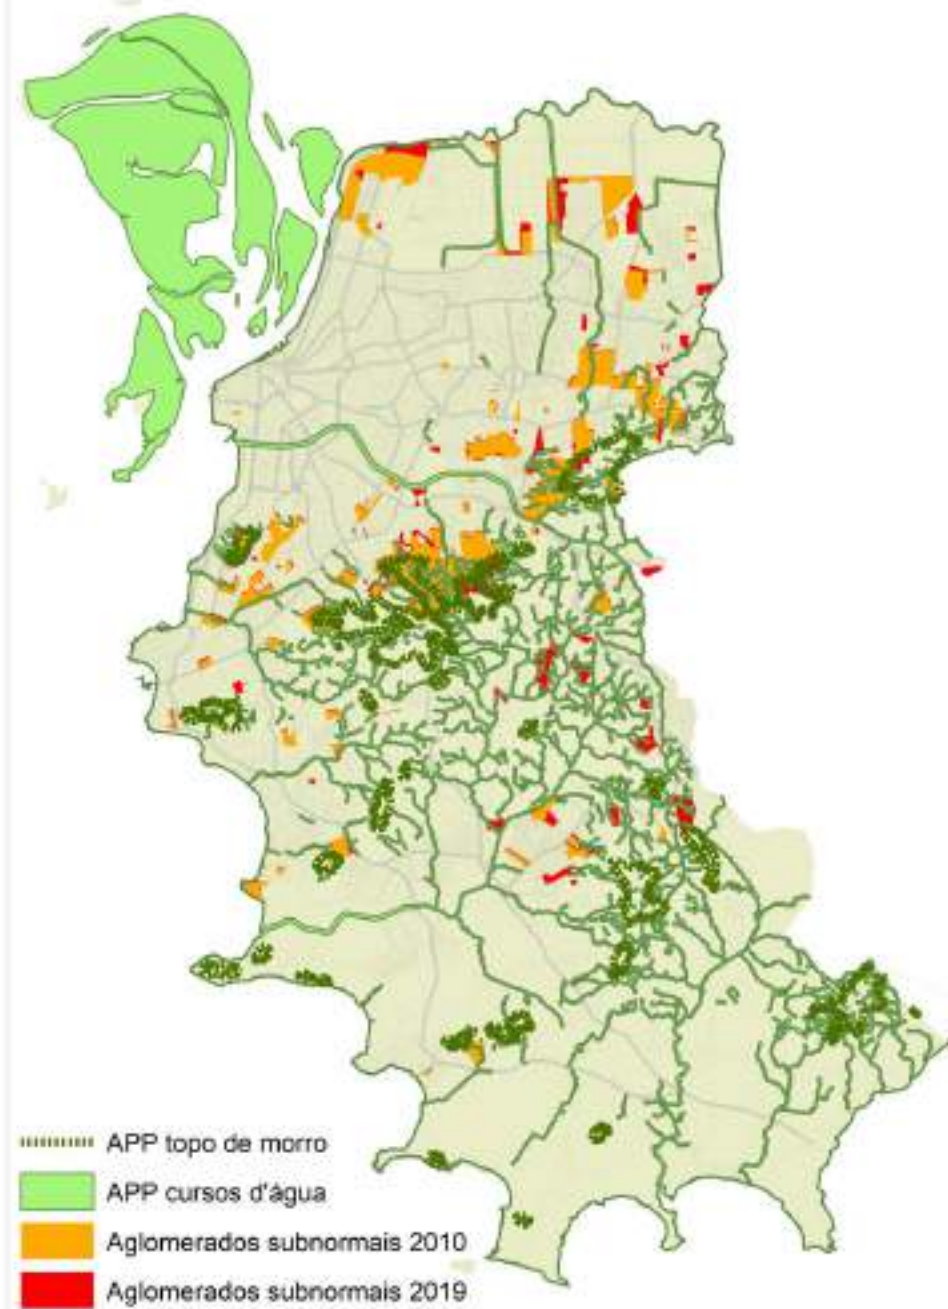 APP topo de morro
APP cursos d'água
Aglomerados subnormais 2010
Aglomerados subnormais 2019